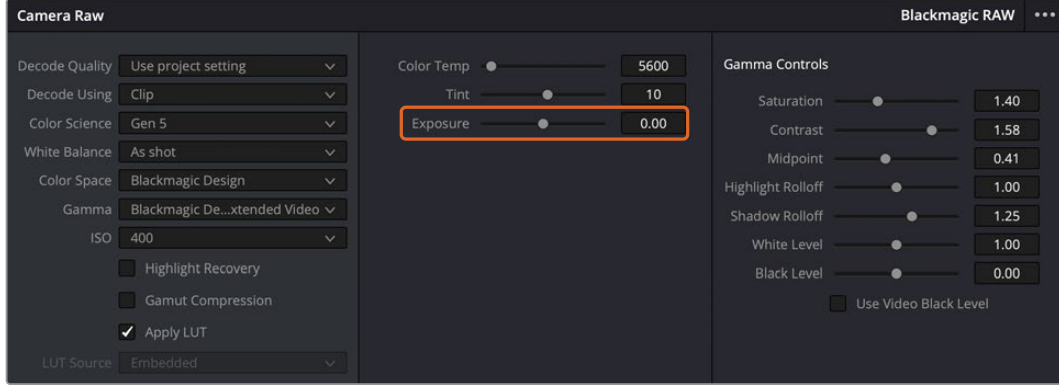 Camera Raw
Blackmagic RAW
Decode Quality Use project setting
Decode Using Clip
Color Science Gen 5
White Balance As shot
Color Space Blackmagic Design
Gamma Blackmagic De...xtended Video
ISO 400
Highlight Recovery
Gamut Compression
Apply LUT
LUT Source Embedded
Color Temp 5600
Tint 10
Exposure 0.00
Gamma Controls
Saturation 1.40
Contrast 1.58
Midpoint 0.41
Highlight Rolloff 1.00
Shadow Rolloff 1.25
White Level 1.00
Black Level 0.00
Use Video Black Level